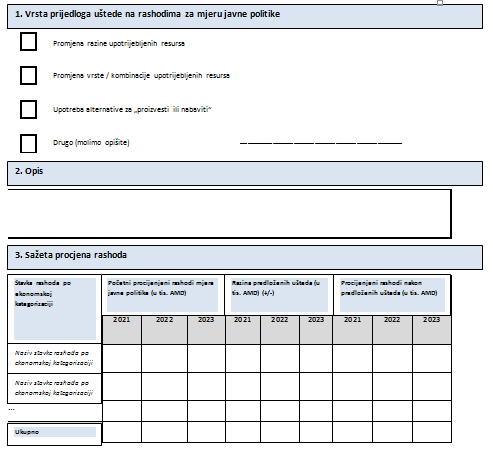 1. Vrsta prijedloga uštede na rashodima za mjeru javne politike
Promjena razine upotrijebljenih resursa
Promjena vrste / kombinacije upotrijebljenih resursa
Upotreba alternative za „proizvesti ili nabaviti“
Drugo (molimo opišite)
2. Opis
3. Sažeta procjena rashoda
Stavka rashoda po
ekonomskoj
kategorizaciji
Početni procijenjeni rashodi mjere
javne politika (u tis. AMD)
Razina predloženih ušteda (u
tis. AMD) (+/-)
Procijenjeni rashodi nakon
predloženih ušteda (u tis. AMD)
2021 2022 2023 2021 2022 2023 2021 2022 2023
Naziv stavke rashoda po
ekonomskoj kategorizaciji
Naziv stavke rashoda po
ekonomskoj kategorizaciji
...
Ukupno